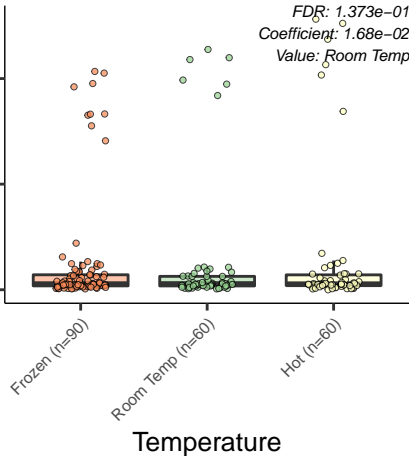 FDR: 1.373e−01
Coefficient: 1.68e−02
Value: Room Temp
Frozen (n=90)
Room Temp (n=60)
Hot (n=60)
Temperature